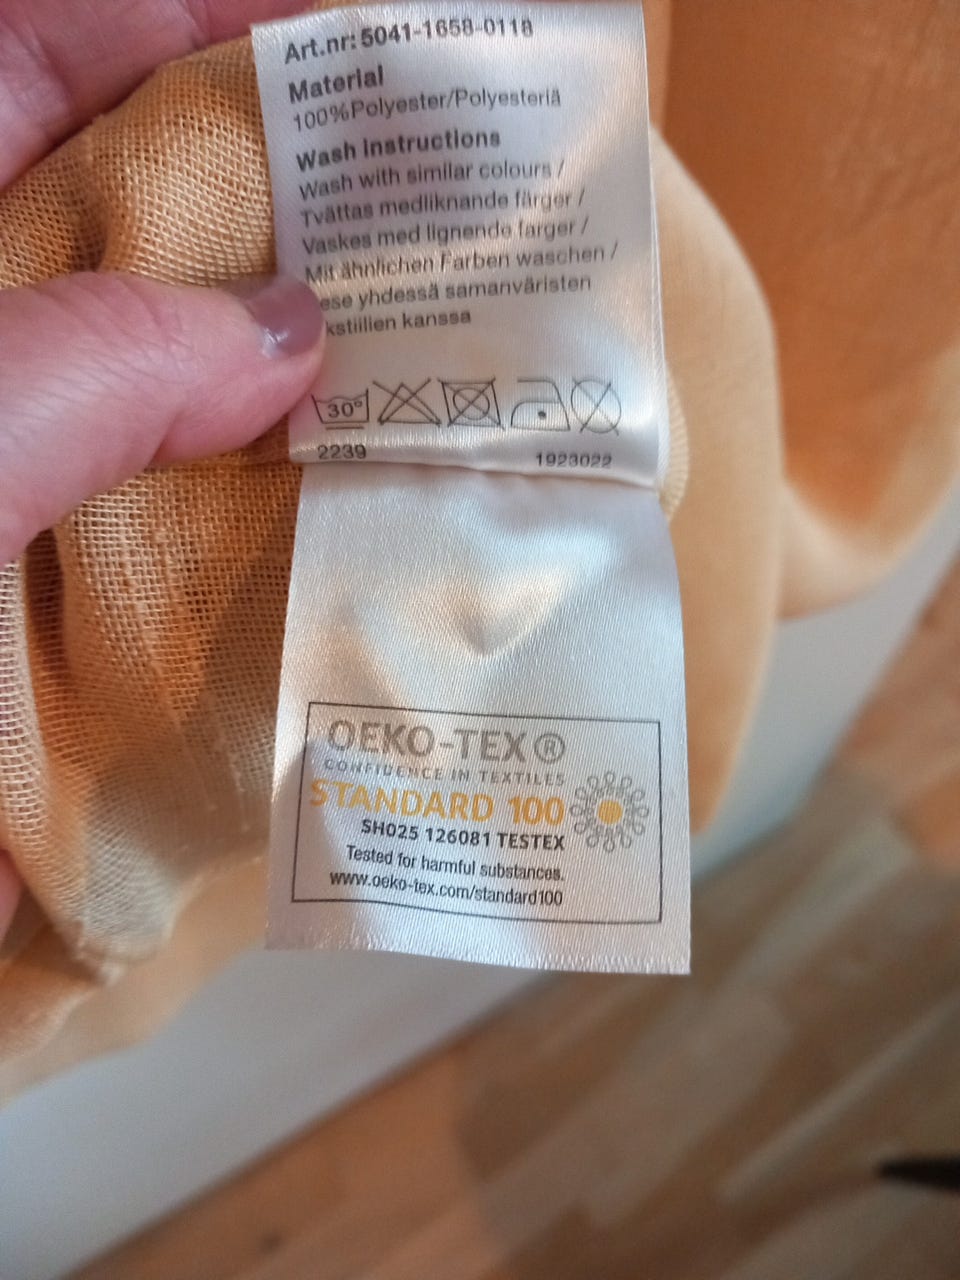 Art.nr: 5041-1658-0118
Material
100%Polyester/Polyesteriä
Wash Instructions
Wash with similar colours /
Tvättas medliknande färger /
Vaskes med lignende farger /
Mit ähnlichen Farben waschen /
yhdessä samanväristen
kanssa
30°
2239 1923022
OEKO-TEX®
CONFIDENCE IN TEXTILES
STANDARD 100
SH025 126081 TESTEX
Tested for harmful substances.
www.oeko-tex.com/standard100